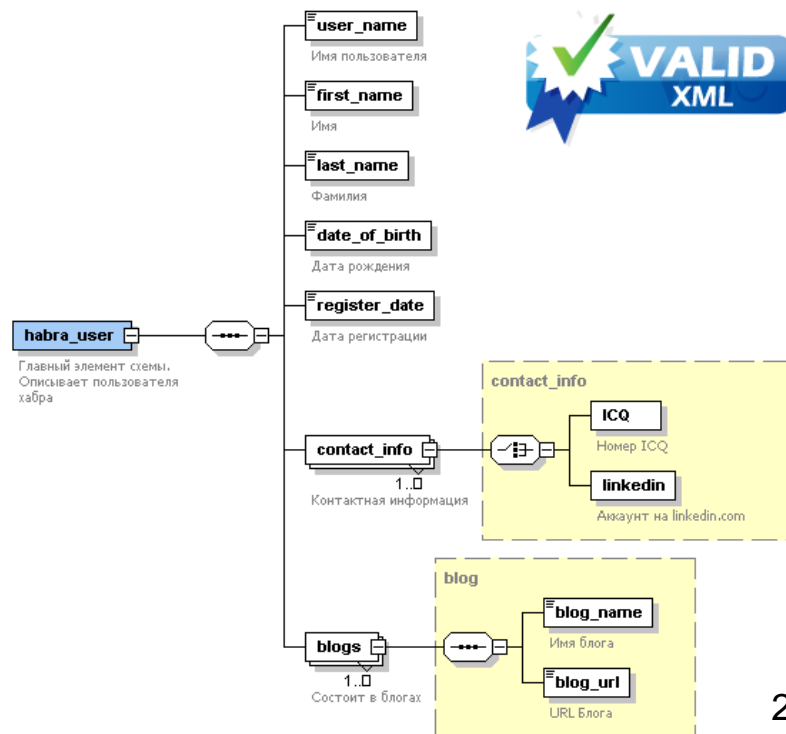 user_name
Имя пользователя
VALID
XML
first_name
Имя
last_name
Фамилия
date_of_birth
Дата рождения
register_date
Дата регистрации
habra_user
Главный элемент схемы.
Описывает пользователя
хабра
contact_info
ICQ
Номер ICQ
contact_info
1..
Контактная информация
linkedin
Аккаунт на linkedin.com
blog
blog_name
Имя блога
blogs
1..
Состоит в блогах
blog_url
URL Блога
2